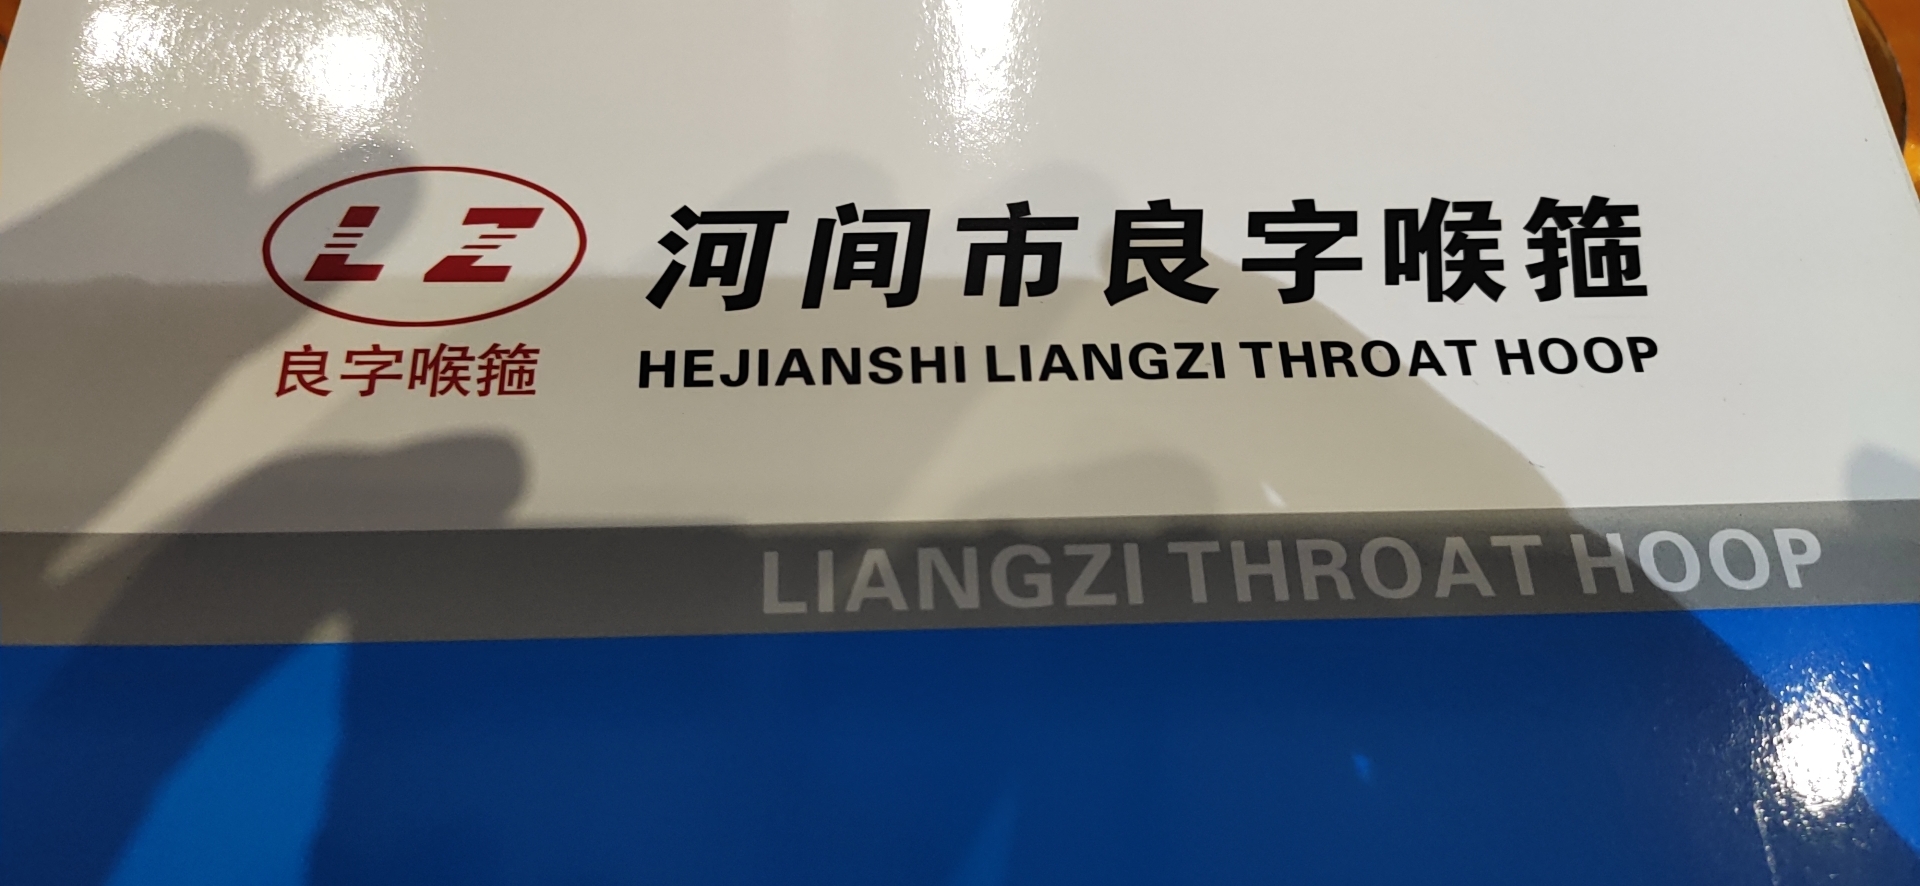 LZ
良字喉箍
河间市良字喉箍
HEJIANSHI LIANGZI THROAT HOOP
LIANGZI THROAT HOOP